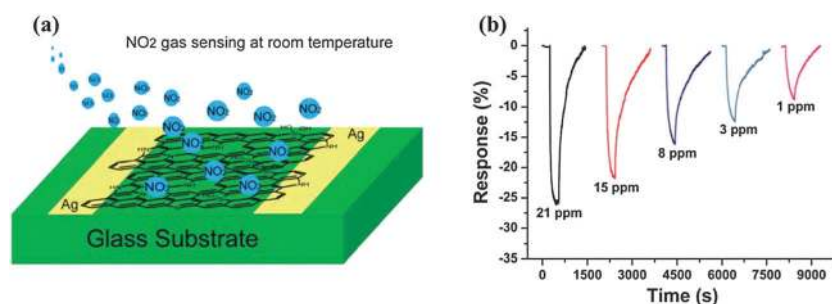 (a)
NO2 gas sensing at room temperature
NO2
NO2
NO2
NO2
NO2
NO2
NO2
NO2
NO2
NO2
NO2
Ag
Ag
Glass Substrate
(b)
Response (%)
0
-5
-10
-15
-20
-25
-30
-35
21 ppm
15 ppm
8 ppm
3 ppm
1 ppm
0 1500 3000 4500 6000 7500 9000
Time (s)